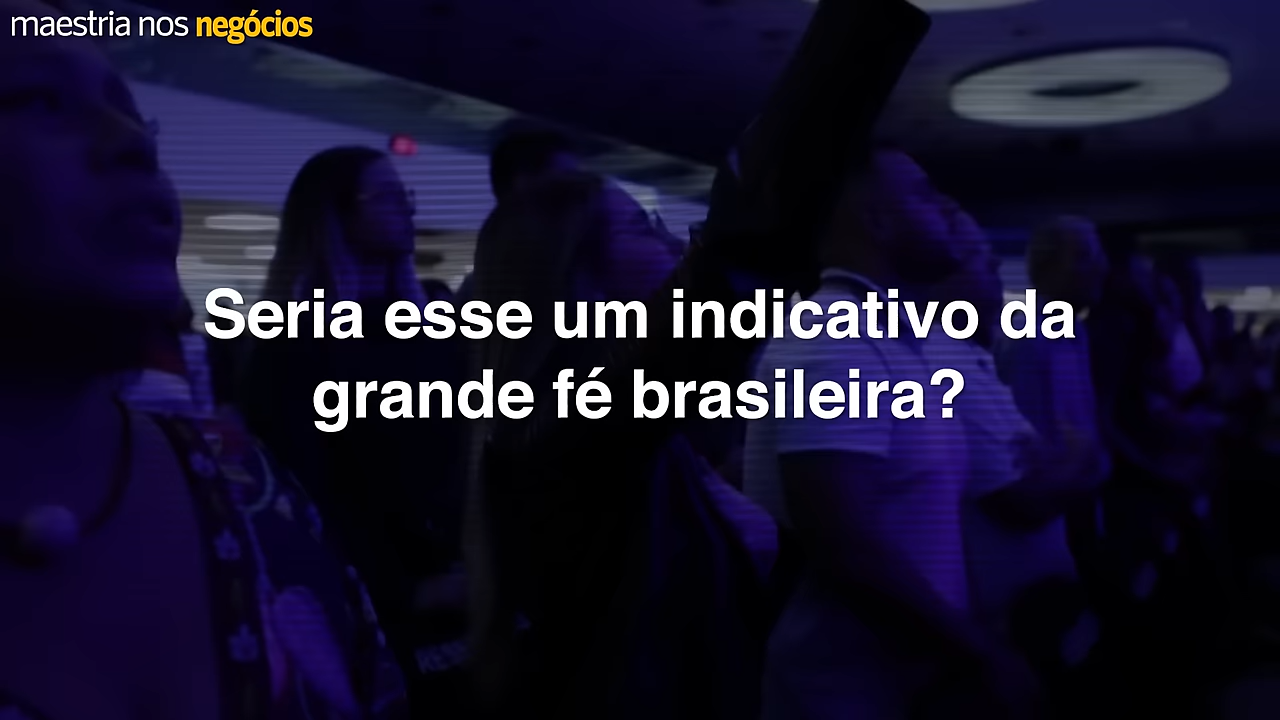 maestria nos negócios
Seria esse um indicativo da
grande fé brasileira?